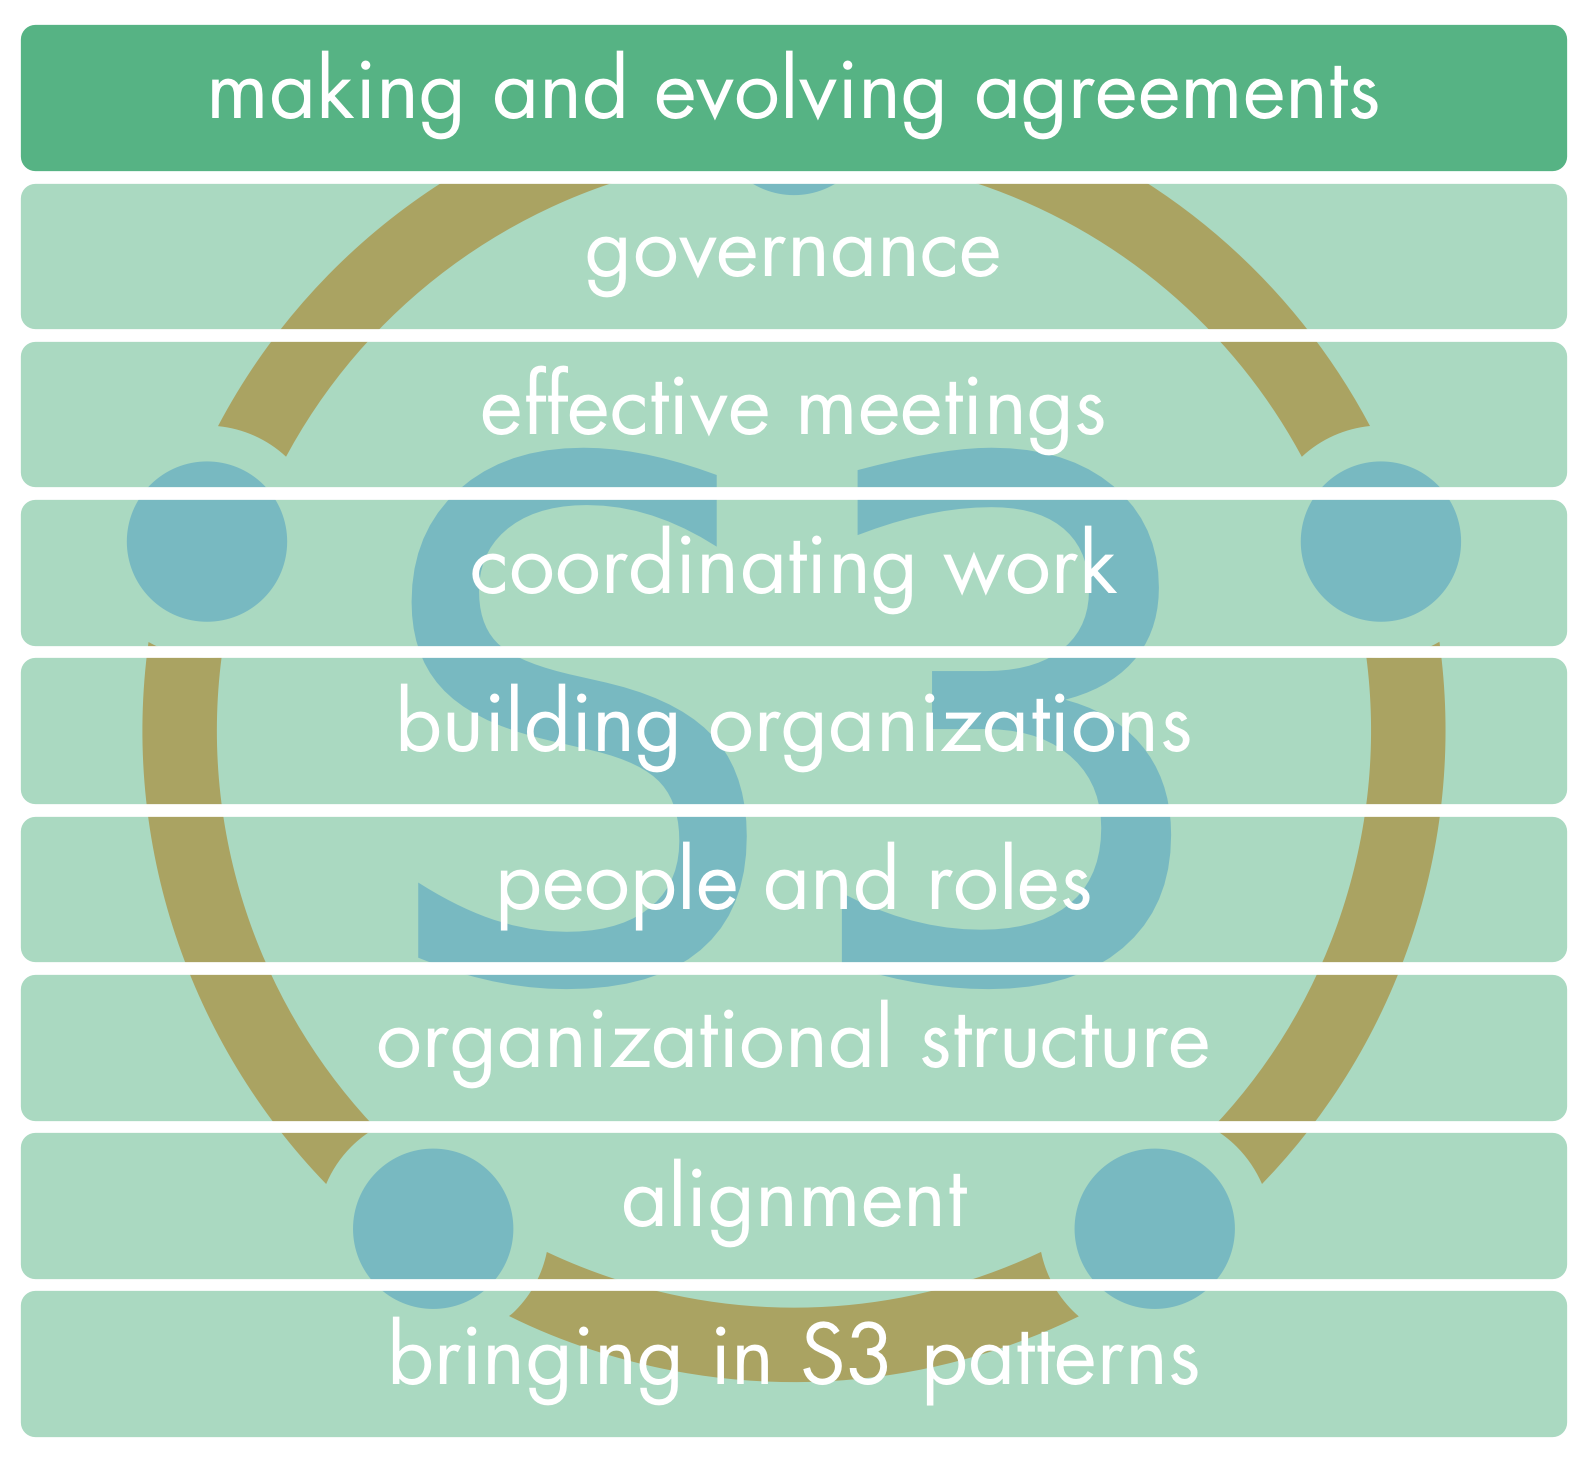 making and evolving agreements
governance
effective meetings
S3
coordinating work
building organizations
people and roles
organizational structure
alignment
bringing in S3 patterns